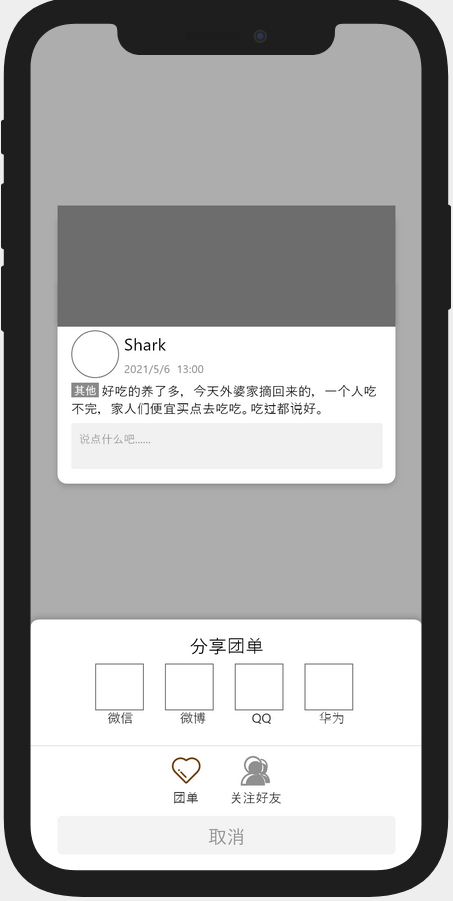 Shark
2021/5/6 13:00
其他 好吃的养了多，今天外婆家摘回来的，一个人吃
不完，家人们便宜买点去吃吃。吃过都说好。
说点什么吧......
分享团单
微信 微博 QQ 华为
团单 关注好友
取消